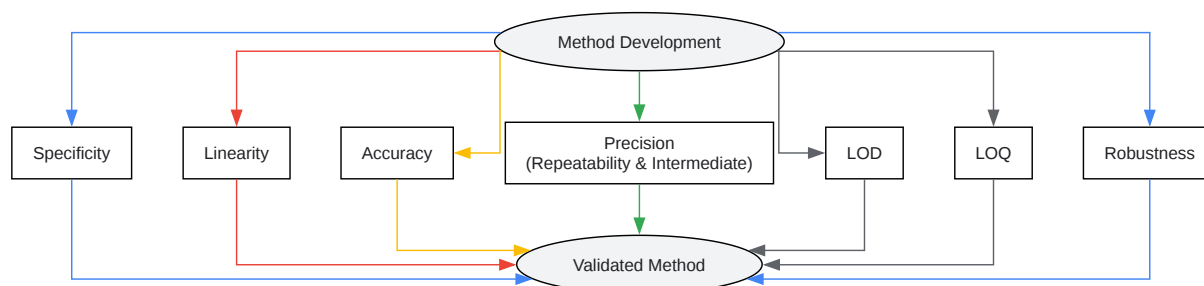 Method Development
Specificity
Linearity
Accuracy
Precision
(Repeatability & Intermediate)
LOD
LOQ
Robustness
Validated Method